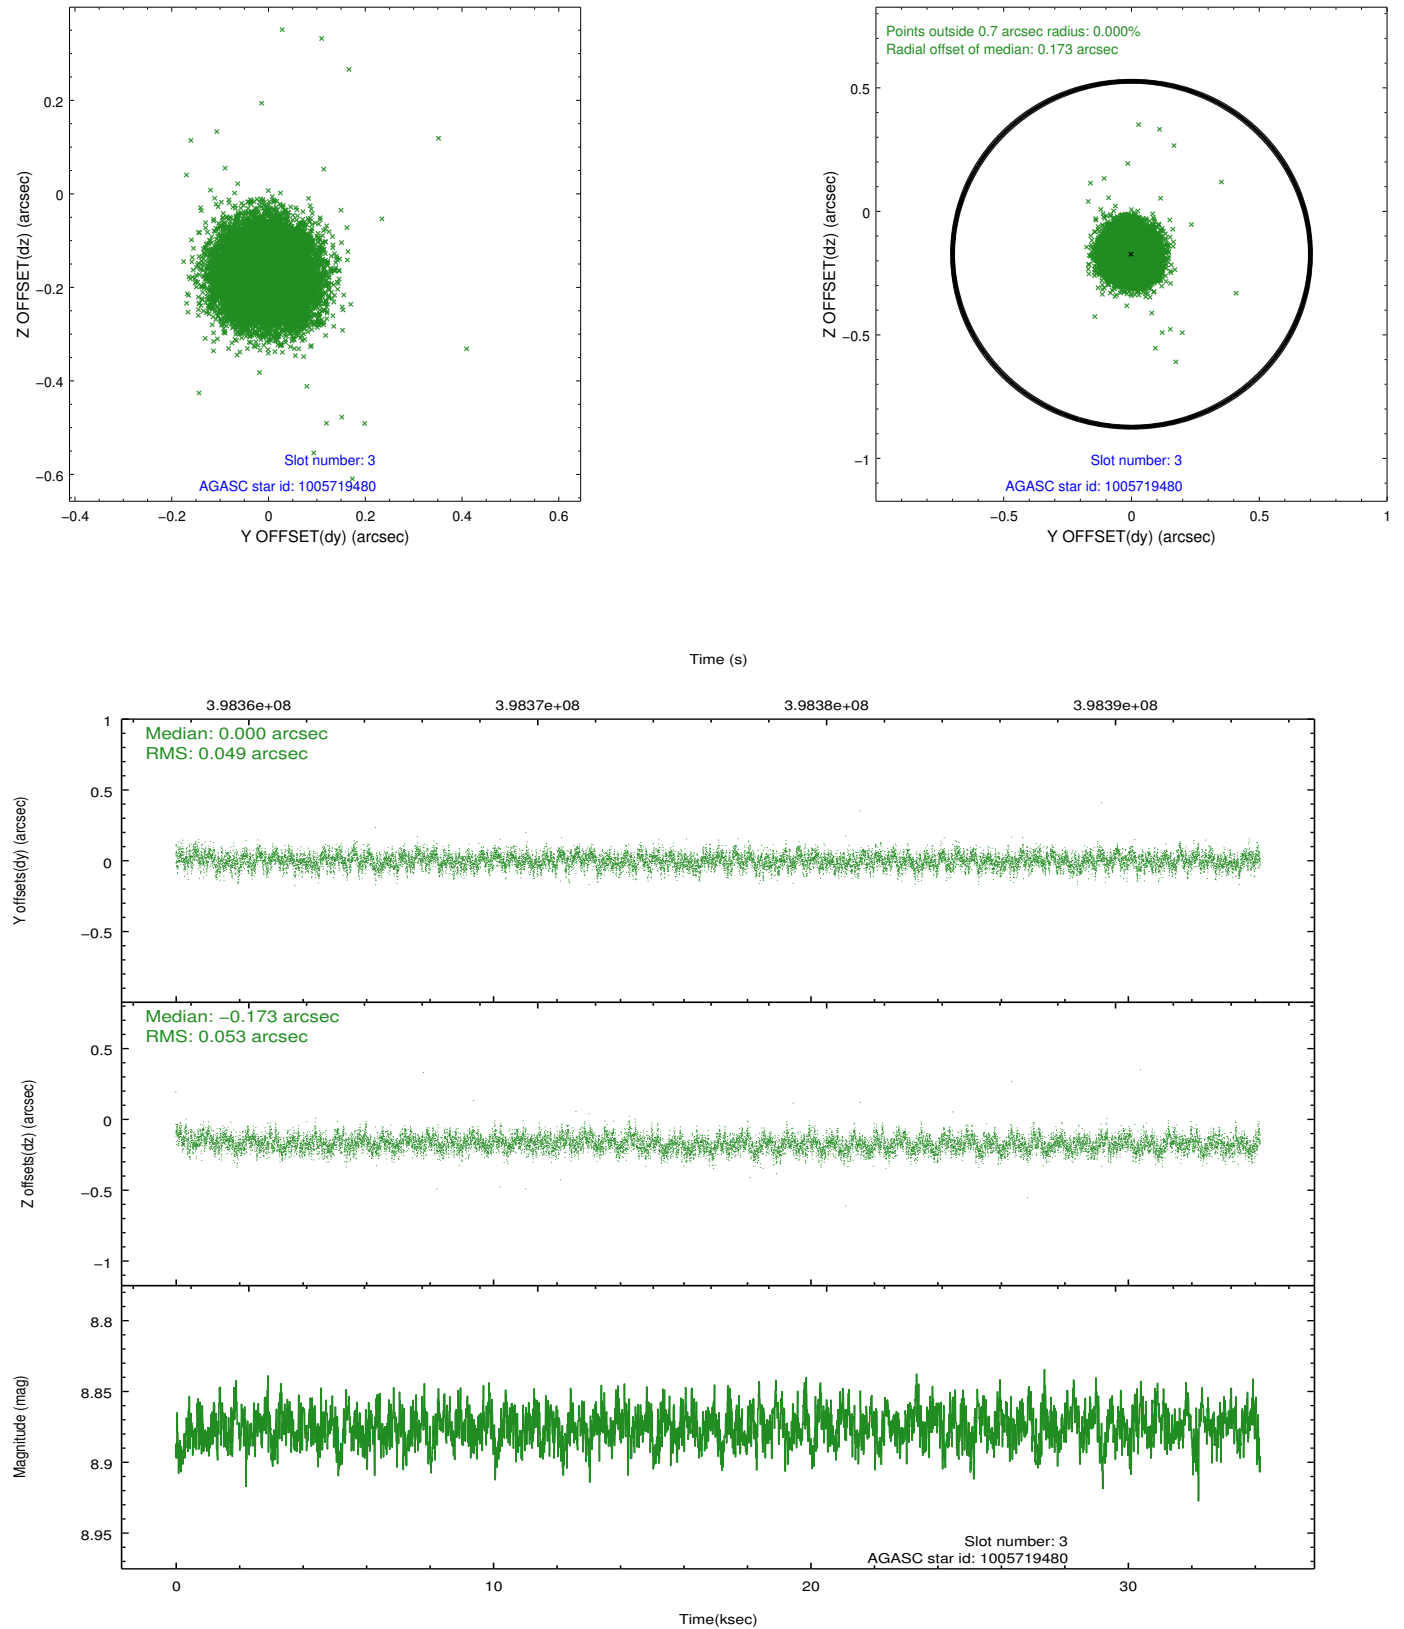 0.2
0
−0.2
−0.4
−0.6
Z OFFSET(dz) (arcsec)
Slot number: 3
AGASC star id: 1005719480
−0.4
−0.2
0
0.2
0.4
0.6
Y OFFSET(dy) (arcsec)
Points outside 0.7 arcsec radius: 0.000%
Radial offset of median: 0.173 arcsec
0.5
0
−0.5
−1
Z OFFSET(dz) (arcsec)
Slot number: 3
AGASC star id: 1005719480
−0.5
0
0.5
1
Y OFFSET(dy) (arcsec)
Time (s)
3.9836e+08
3.9837e+08
3.9838e+08
3.9839e+08
Median: 0.000 arcsec
RMS: 0.049 arcsec
1
0.5
0
−0.5
Y offsets(dy) (arcsec)
Median: −0.173 arcsec
RMS: 0.053 arcsec
0.5
0
−0.5
−1
Z offsets(dz) (arcsec)
8.8
8.85
8.9
8.95
Magnitude (mag)
Slot number: 3
AGASC star id: 1005719480
0
10
20
30
Time(ksec)